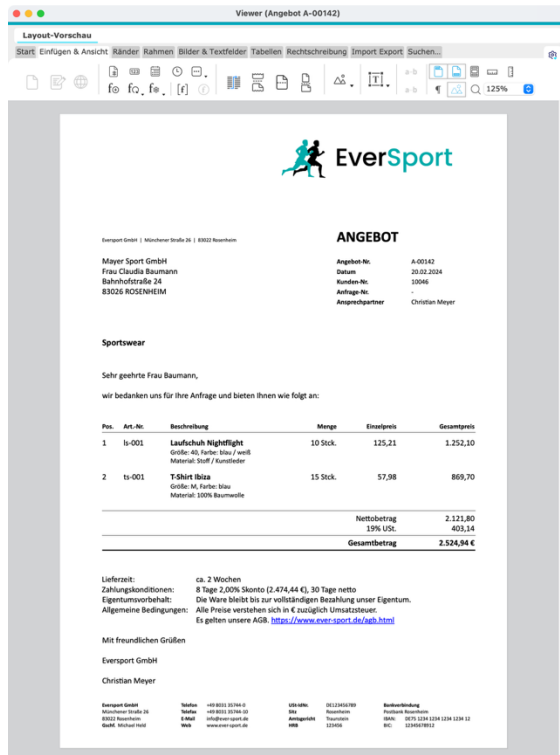 Viewer (Angebot A-00142)
Layout-Vorschau
Start Einfügen & Ansicht Ränder Rahmen Bilder & Textfelder Tabellen Rechtschreibung Import Export Suchen...
125%
EverSport
Eversport GmbH | Münchener Straße 26 | 83022 Rosenheim
ANGEBOT
Mayer Sport GmbH
Frau Claudia Baumann
Bahnhofstraße 24
83026 ROSENHEIM
Angebot-Nr. A-00142
Datum 20.02.2024
Kunden-Nr. 10046
Anfrage-Nr. -
Ansprechpartner Christian Meyer
Sportswear
Sehr geehrte Frau Baumann,
wir bedanken uns für Ihre Anfrage und bieten Ihnen wie folgt an:
Pos. Art.-Nr. Beschreibung Menge Einzelpreis Gesamtpreis
1 ls-001 Laufschuh Nightflight 10 Stck. 125,21 1.252,10
Größe: 40, Farbe: blau / weiß
Material: Stoff / Kunstleder
2 ts-001 T-Shirt Ibiza 15 Stck. 57,98 869,70
Größe: M, Farbe: blau
Material: 100% Baumwolle
Nettobetrag 2.121,80
19% USt. 403,14
Gesamtbetrag 2.524,94 €
Lieferzeit: ca. 2 Wochen
Zahlungskonditionen: 8 Tage 2,00% Skonto (2.474,44 €), 30 Tage netto
Eigentumsvorbehalt: Die Ware bleibt bis zur vollständigen Bezahlung unser Eigentum.
Allgemeine Bedingungen: Alle Preise verstehen sich in € zuzüglich Umsatzsteuer.
Es gelten unsere AGB. https://www.ever-sport.de/agb.html
Mit freundlichen Grüßen
Eversport GmbH
Christian Meyer
Eversport GmbH Telefon +49 8031 35744-0 USt-IdNr. DE123456789 Bankverbindung
Münchener Straße 26 Telefax +49 8031 35744-10 Sitz Rosenheim Postbank Rosenheim
83022 Rosenheim E-Mail info@ever-sport.de Amtsgericht Traunstein IBAN: DE75 1234 1234 1234 1234 12
Gschf. Michael Held Web www.ever-sport.de HRB 123456 BIC: 12345678912